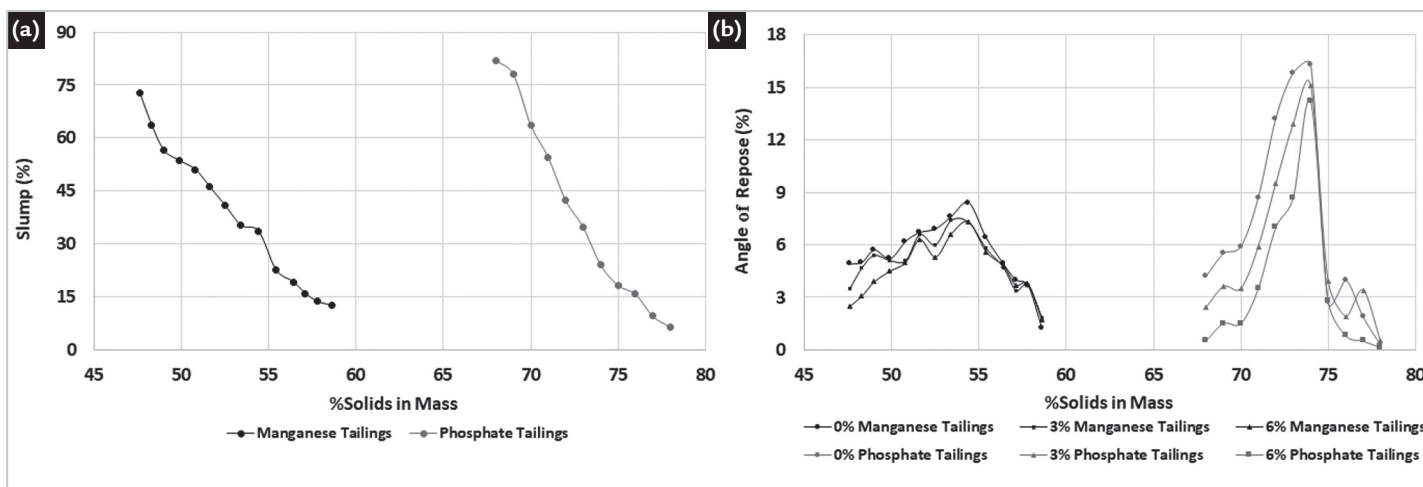 (a)
Slump (%)
90
75
60
45
30
15
0
45 50 55 60 65 70 75 80
%Solids in Mass
Manganese Tailings Phosphate Tailings
(b)
Angle of Repose (%)
18
15
12
9
6
3
0
45 50 55 60 65 70 75 80
%Solids in Mass
0% Manganese Tailings 3% Manganese Tailings 6% Manganese Tailings
0% Phosphate Tailings 3% Phosphate Tailings 6% Phosphate Tailings